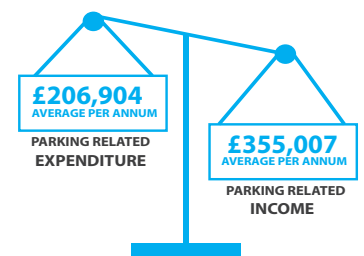 £206,904
AVERAGE PER ANNUM
PARKING RELATED
EXPENDITURE
£355,007
AVERAGE PER ANNUM
PARKING RELATED
INCOME